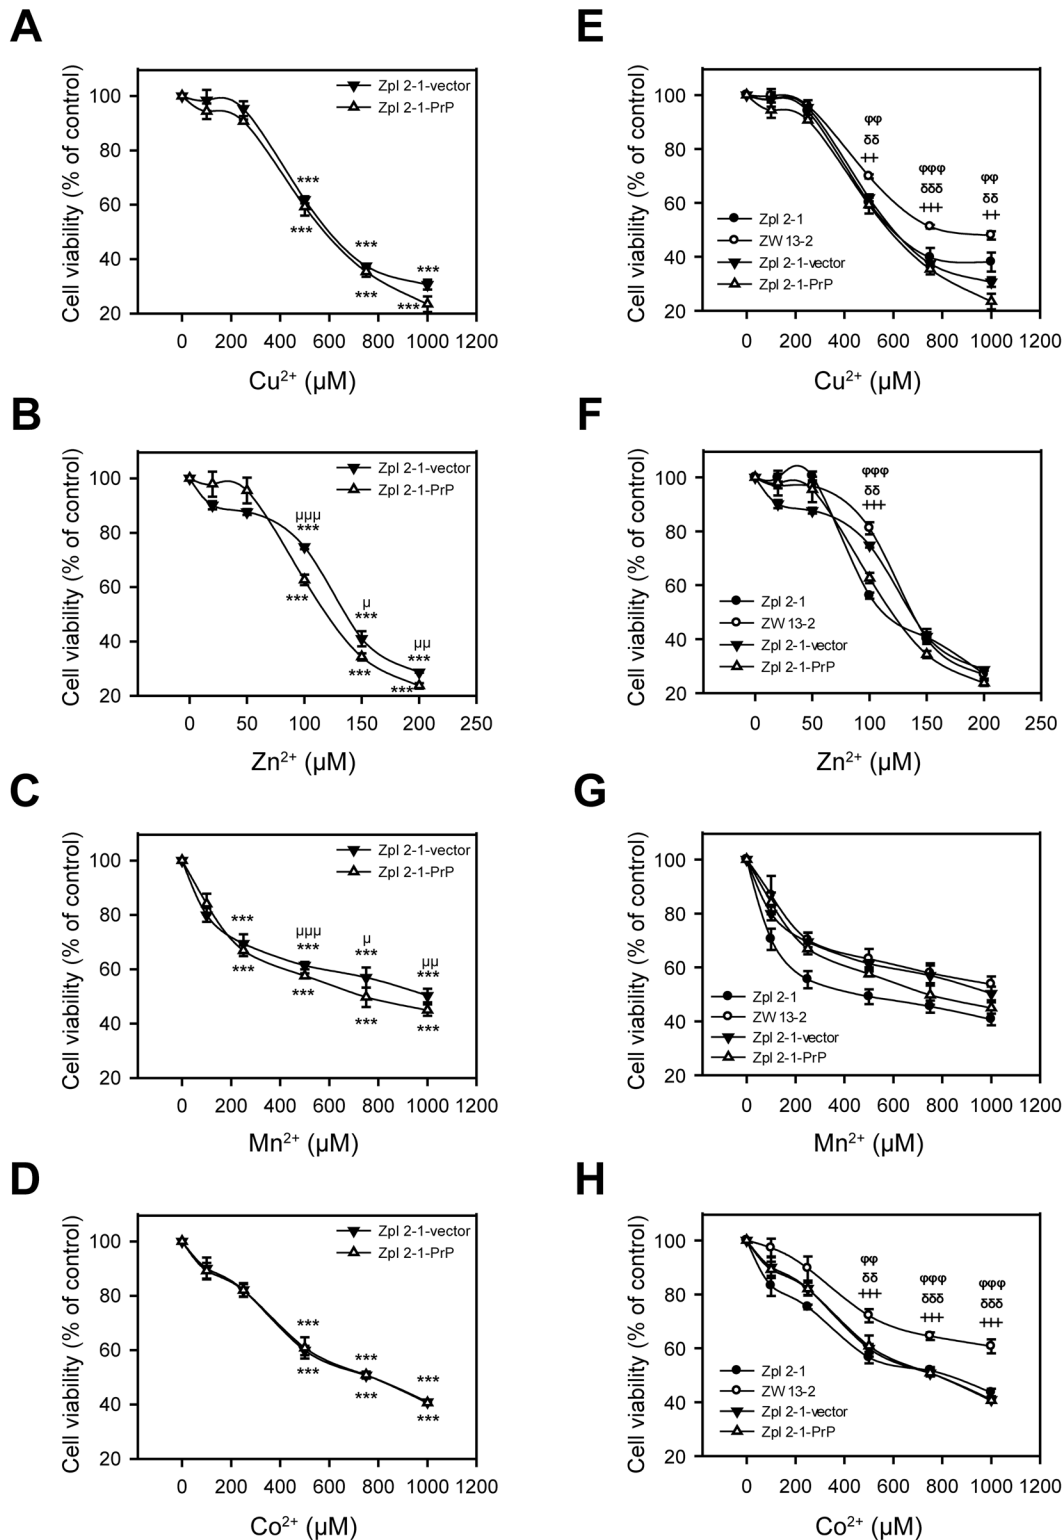 A
Cell viability (% of control)
100
80
60
40
20
Zpl 2-1-vector
Zpl 2-1-PrP
***
***
***
***
***
***
0 200 400 600 800 1000 1200
Cu²⁺ (µM)
E
Cell viability (% of control)
100
80
60
40
20
φφ
δδ
‡‡
φφφ
δδδ
‡‡‡
φφ
δδ
‡‡
Zpl 2-1
ZW 13-2
Zpl 2-1-vector
Zpl 2-1-PrP
0 200 400 600 800 1000 1200
Cu²⁺ (µM)
B
Cell viability (% of control)
100
80
60
40
20
Zpl 2-1-vector
Zpl 2-1-PrP
µµµ
***
***
µ
***
***
µµ
***
***
0 50 100 150 200 250
Zn²⁺ (µM)
F
Cell viability (% of control)
100
80
60
40
20
φφφ
δδ
‡‡‡
Zpl 2-1
ZW 13-2
Zpl 2-1-vector
Zpl 2-1-PrP
0 50 100 150 200 250
Zn²⁺ (µM)
C
Cell viability (% of control)
100
80
60
40
20
Zpl 2-1-vector
Zpl 2-1-PrP
***
***
µµµ
***
***
µ
***
***
µµ
***
***
0 200 400 600 800 1000 1200
Mn²⁺ (µM)
G
Cell viability (% of control)
100
80
60
40
20
Zpl 2-1
ZW 13-2
Zpl 2-1-vector
Zpl 2-1-PrP
0 200 400 600 800 1000 1200
Mn²⁺ (µM)
D
Cell viability (% of control)
100
80
60
40
20
Zpl 2-1-vector
Zpl 2-1-PrP
***
***
***
***
***
***
0 200 400 600 800 1000 1200
Co²⁺ (µM)
H
Cell viability (% of control)
100
80
60
40
20
φφ
δδ
‡‡‡
φφφ
δδδ
‡‡‡
φφφ
δδδ
‡‡‡
Zpl 2-1
ZW 13-2
Zpl 2-1-vector
Zpl 2-1-PrP
0 200 400 600 800 1000 1200
Co²⁺ (µM)